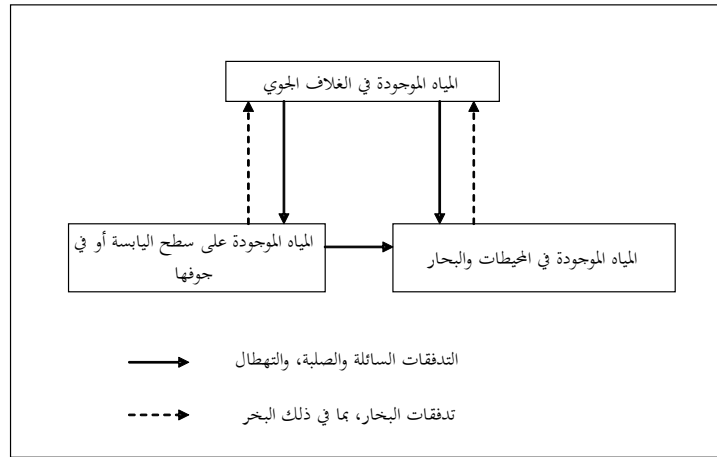 المياه الموجودة في الغلاف الجوي
المياه الموجودة على سطح اليابسة أو في
جوفها
المياه الموجودة في المحيطات والبحار
التدفقات السائلة والصلبة، والتهطال
تدفقات البخار، بما في ذلك البخر